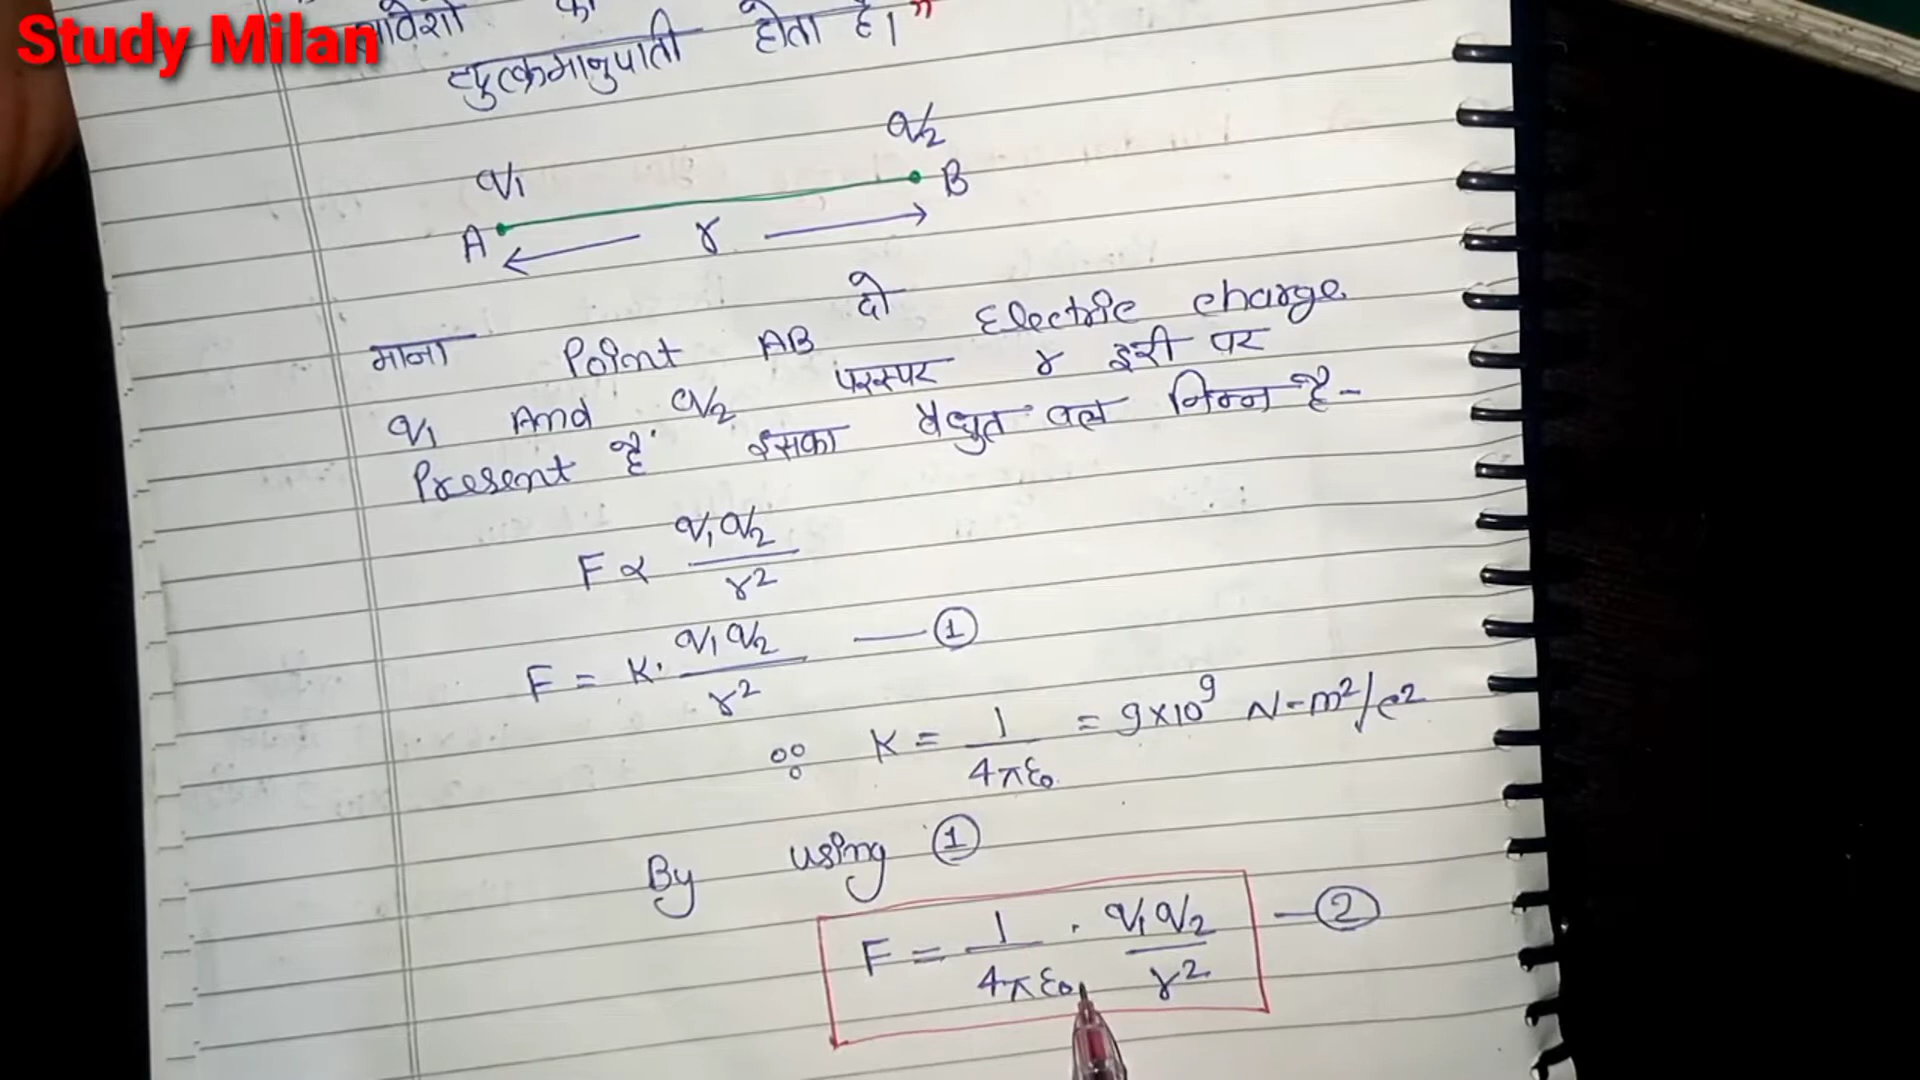 Study Milan
आवेशो के
व्युत्क्रमानुपाती होता है।"
q₁ q₂
A r B
माना Point AB दो Electric charge
q₁ And q₂ परस्पर r दूरी पर
Present है' इसका वैद्युत वल निम्न है-
F ∝ q₁q₂/r²
F = K· q₁q₂/r² —①
∵ K = 1/4πε₀ = 9×10⁹ N-m²/c²
By using ①
F = 1/4πε₀ · q₁q₂/r² —②